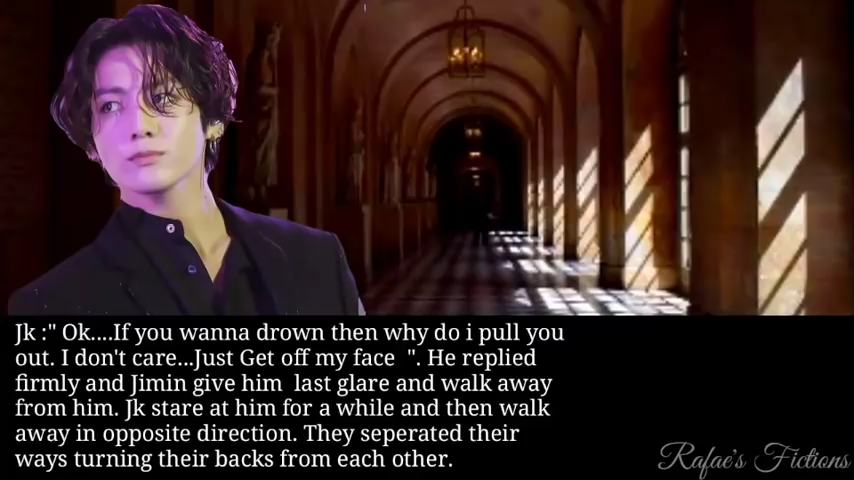 Jk :" Ok....If you wanna drown then why do i pull you
out. I don't care...Just Get off my face  ". He replied
firmly and Jimin give him  last glare and walk away
from him. Jk stare at him for a while and then walk
away in opposite direction. They seperated their
ways turning their backs from each other.
Rafae's Fictions